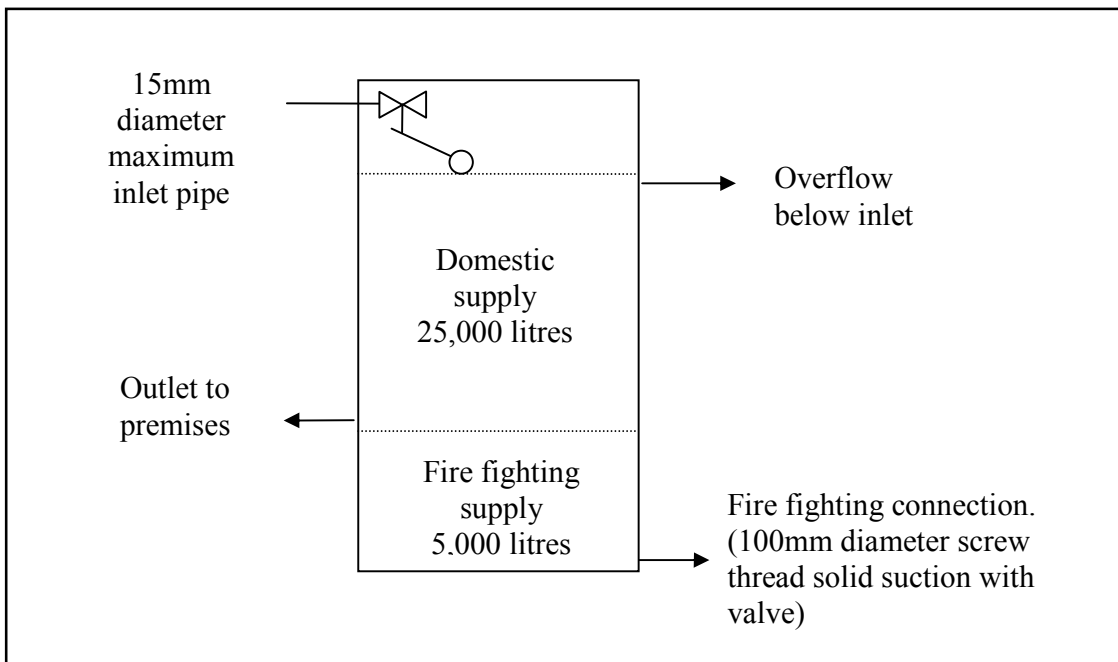 15mm
diameter
maximum
inlet pipe
Overflow
below inlet
Domestic
supply
25,000 litres
Outlet to
premises
Fire fighting
supply
5,000 litres
Fire fighting connection.
(100mm diameter screw
thread solid suction with
valve)